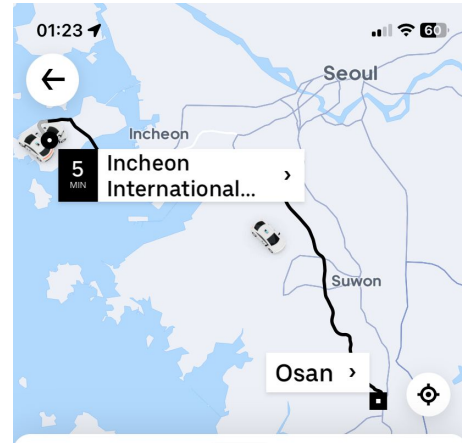 01:23
60
Seoul
Incheon
5
MIN
Incheon
International...
Suwon
Osan